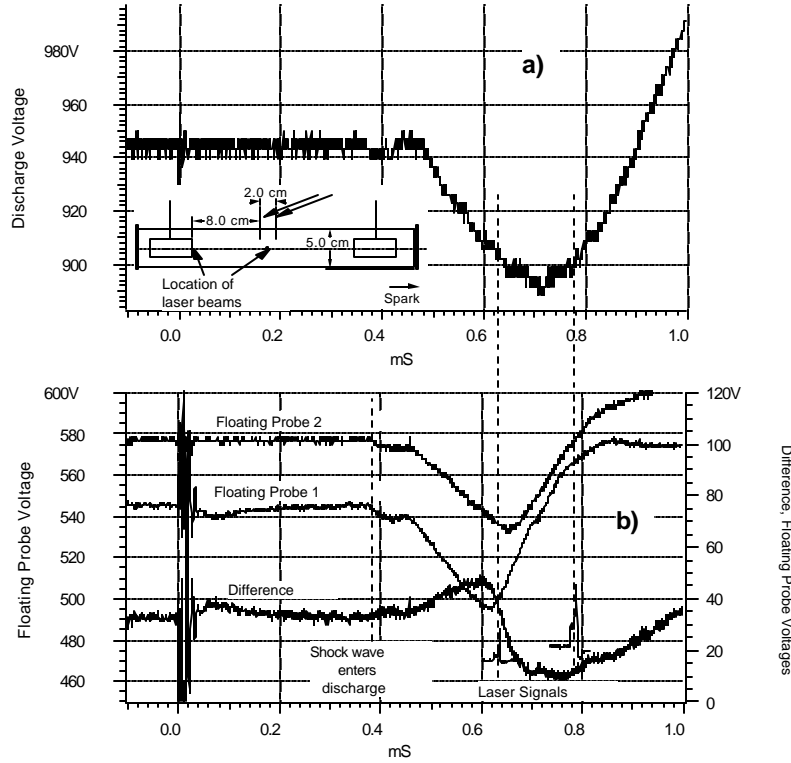 980V
960
940
920
900
Discharge Voltage
a)
2.0 cm
8.0 cm
5.0 cm
Location of
laser beams
Spark
0.0
0.2
0.4
0.6
0.8
1.0
mS
600V
580
560
540
520
500
480
460
Floating Probe Voltage
Floating Probe 2
Floating Probe 1
Difference
b)
Shock wave
enters
discharge
Laser Signals
120V
100
80
60
40
20
0
Difference, Floating Probe Voltages
0.0
0.2
0.4
0.6
0.8
1.0
mS